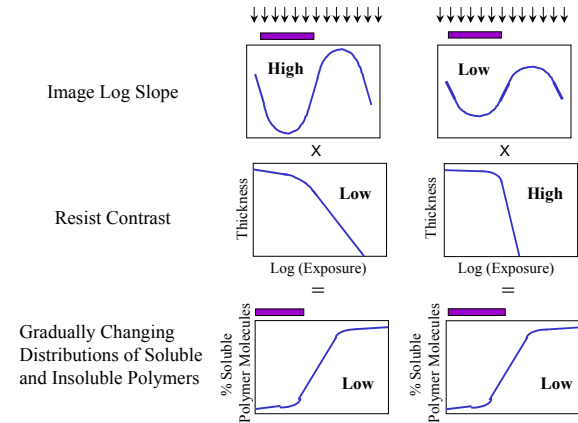 High
Low
Image Log Slope
X
X
Thickness
Low
Thickness
High
Resist Contrast
Log (Exposure)
Log (Exposure)
=
=
Gradually Changing
Distributions of Soluble
and Insoluble Polymers
% Soluble
Polymer Molecules
Low
% Soluble
Polymer Molecules
Low